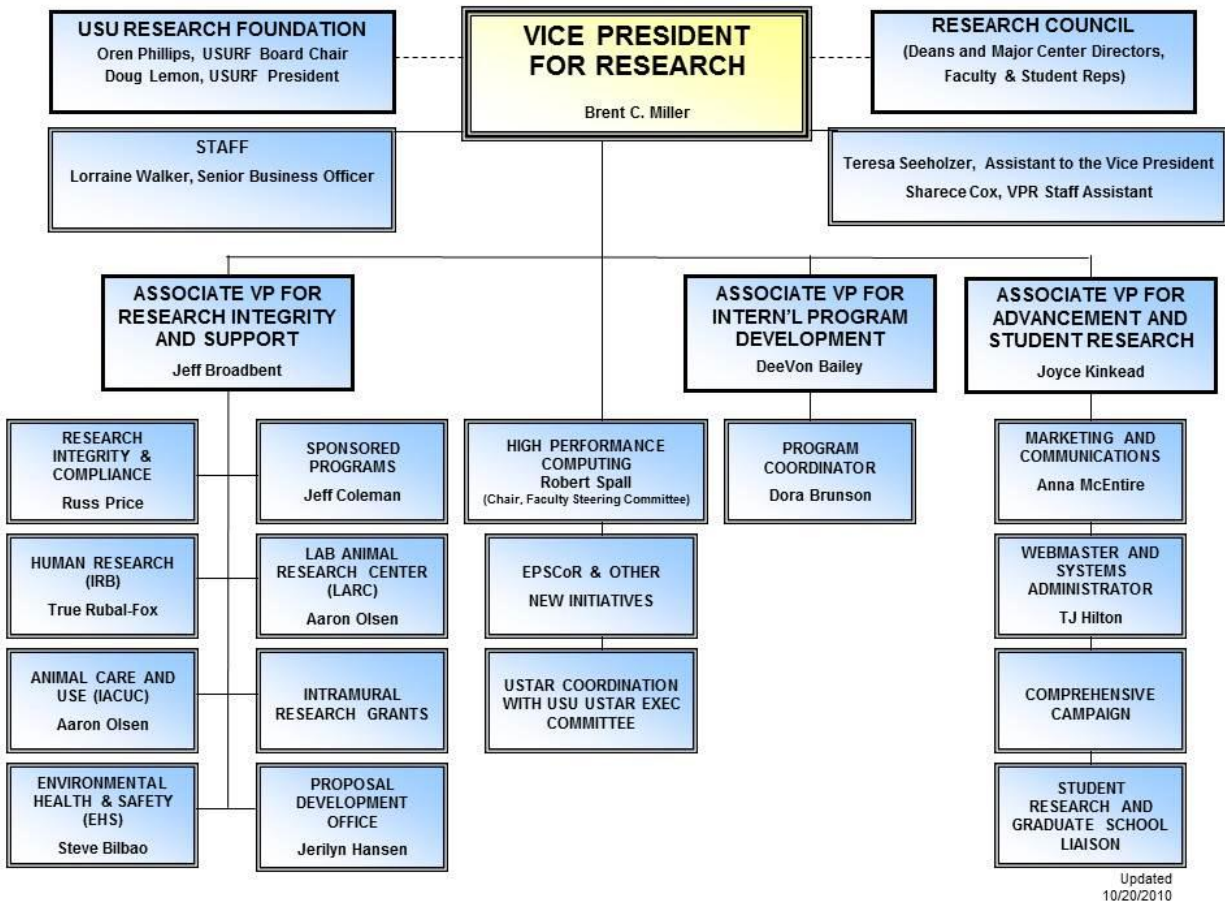 USU RESEARCH FOUNDATION
Oren Phillips, USURF Board Chair
Doug Lemon, USURF President
VICE PRESIDENT
FOR RESEARCH
Brent C. Miller
RESEARCH COUNCIL
(Deans and Major Center Directors,
Faculty & Student Reps)
STAFF
Lorraine Walker, Senior Business Officer
Teresa Seeholzer, Assistant to the Vice President
Sharece Cox, VPR Staff Assistant
ASSOCIATE VP FOR
RESEARCH INTEGRITY
AND SUPPORT
Jeff Broadbent
ASSOCIATE VP FOR
INTERN'L PROGRAM
DEVELOPMENT
DeeVon Bailey
ASSOCIATE VP FOR
ADVANCEMENT AND
STUDENT RESEARCH
Joyce Kinkead
RESEARCH
INTEGRITY &
COMPLIANCE
Russ Price
SPONSORED
PROGRAMS
Jeff Coleman
HIGH PERFORMANCE
COMPUTING
Robert Spall
(Chair, Faculty Steering Committee)
PROGRAM
COORDINATOR
Dora Brunson
MARKETING AND
COMMUNICATIONS
Anna McEntire
HUMAN RESEARCH
(IRB)
True Rubal-Fox
LAB ANIMAL
RESEARCH CENTER
(LARC)
Aaron Olsen
EPSCoR & OTHER
NEW INITIATIVES
WEBMASTER AND
SYSTEMS
ADMINISTRATOR
TJ Hilton
ANIMAL CARE AND
USE (IACUC)
Aaron Olsen
INTRAMURAL
RESEARCH GRANTS
USTAR COORDINATION
WITH USU USTAR EXEC
COMMITTEE
COMPREHENSIVE
CAMPAIGN
ENVIRONMENTAL
HEALTH & SAFETY
(EHS)
Steve Bilbao
PROPOSAL
DEVELOPMENT
OFFICE
Jerilyn Hansen
STUDENT
RESEARCH AND
GRADUATE SCHOOL
LIAISON
Updated
10/20/2010